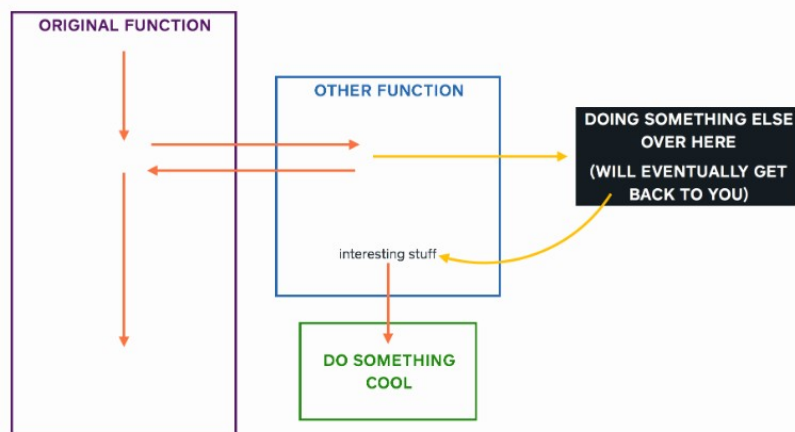 ORIGINAL FUNCTION
OTHER FUNCTION
DOING SOMETHING ELSE
OVER HERE
(WILL EVENTUALLY GET
BACK TO YOU)
interesting stuff
DO SOMETHING
COOL